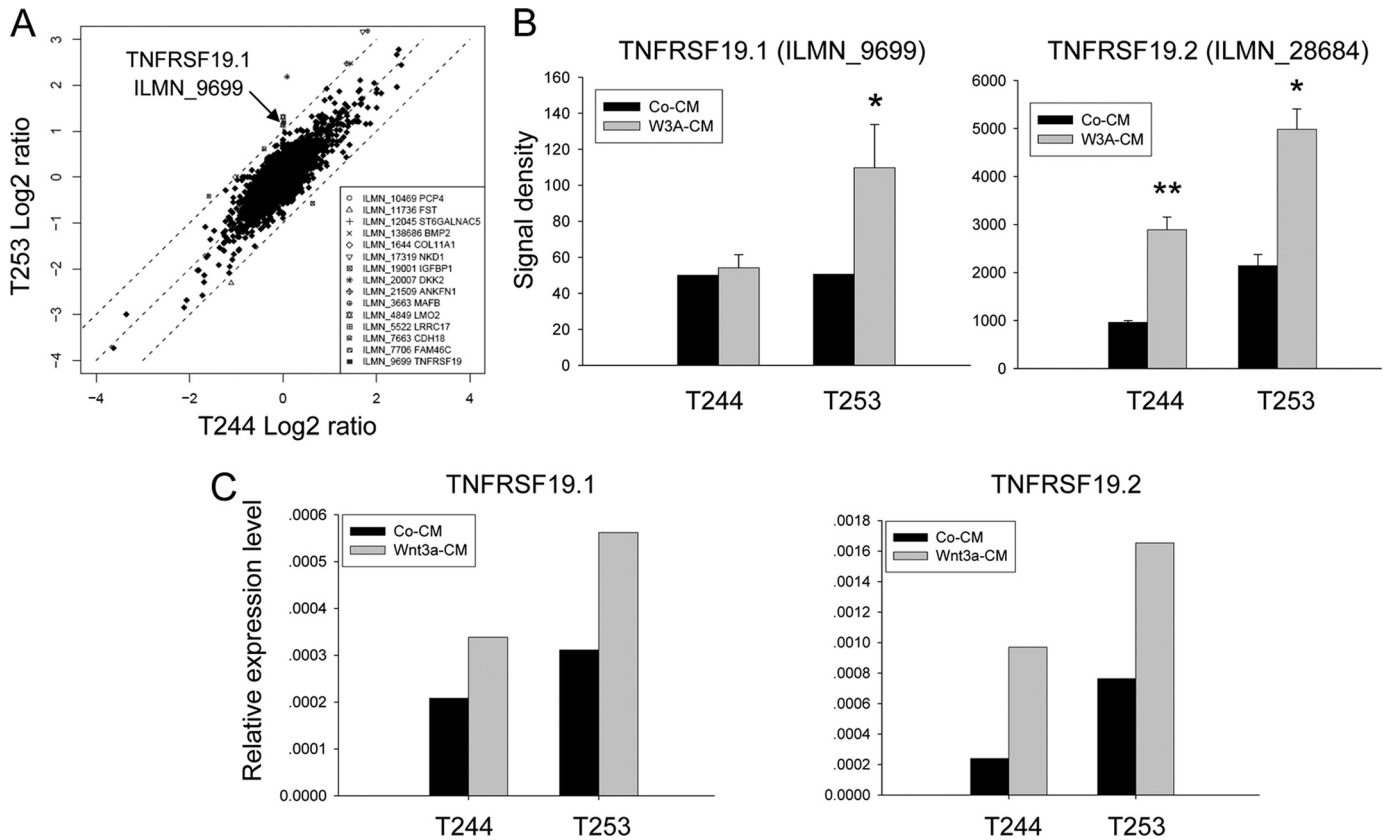 A
TNFRSF19.1
ILMN_9699
T253 Log2 ratio
3
2
1
0
−1
−2
−3
−4
−4
−2
0
2
4
T244 Log2 ratio
ILMN_10469 PCP4
ILMN_11736 FST
ILMN_12045 ST6GALNAC5
ILMN_138686 BMP2
ILMN_1644 COL11A1
ILMN_17319 NKD1
ILMN_19001 IGFBP1
ILMN_20007 DKK2
ILMN_21509 ANKFN1
ILMN_3663 MAFB
ILMN_4849 LMO2
ILMN_5522 LRRC17
ILMN_7663 CDH18
ILMN_7706 FAM46C
ILMN_9699 TNFRSF19
B
TNFRSF19.1 (ILMN_9699)
Signal density
160
140
120
100
80
60
40
20
0
Co-CM
W3A-CM
*
T244
T253
TNFRSF19.2 (ILMN_28684)
6000
5000
4000
3000
2000
1000
0
Co-CM
W3A-CM
**
*
T244
T253
C
TNFRSF19.1
Relative expression level
.0006
.0005
.0004
.0003
.0002
.0001
0.0000
Co-CM
Wnt3a-CM
T244
T253
TNFRSF19.2
.0018
.0016
.0014
.0012
.0010
.0008
.0006
.0004
.0002
0.0000
Co-CM
Wnt3a-CM
T244
T253